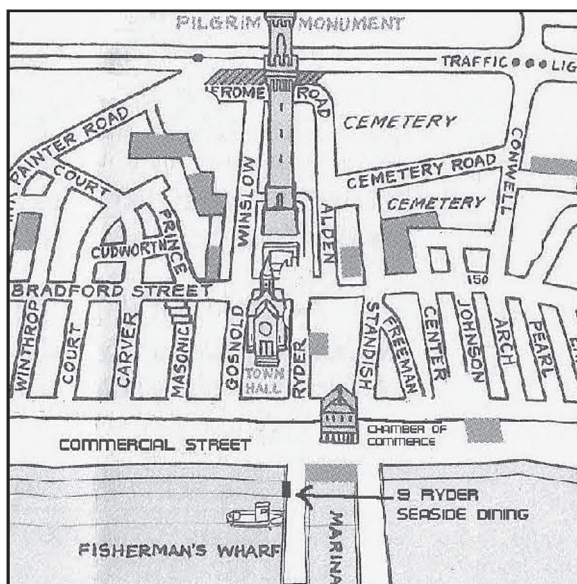 PILGRIM MONUMENT
TRAFFIC LIG
JEROME ROAD
CEMETERY
PAINTER ROAD
COURT
WINSLOW
CEMETERY ROAD
CONWELL
CEMETERY
ALDEN
PRINCE
CUDWORTH
150
BRADFORD STREET
WINTHROP
COURT
CARVER
MASONIC
GOSNOLD
TOWN
HALL
RYDER
STANDISH
FREEMAN
CENTER
JOHNSON
ARCH
PEARL
CHAMBER OF
COMMERCE
COMMERCIAL STREET
9 RYDER
SEASIDE DINING
FISHERMAN'S WHARF
MARINA